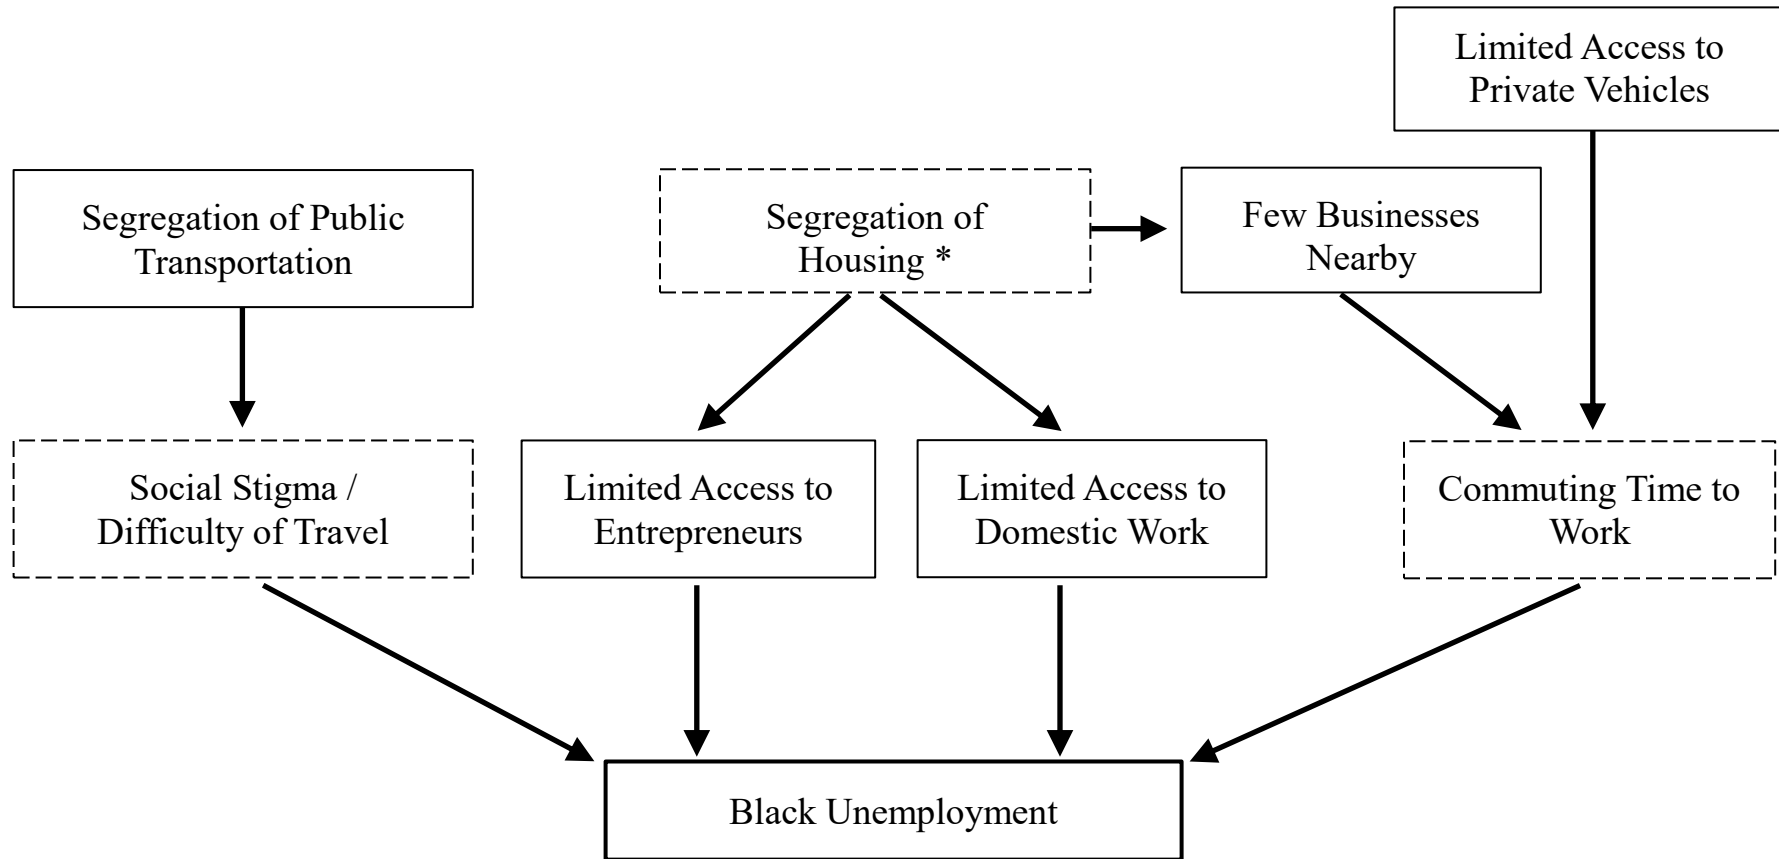 Limited Access to
Private Vehicles
Segregation of Public
Transportation
Segregation of
Housing *
Few Businesses
Nearby
Social Stigma /
Difficulty of Travel
Limited Access to
Entrepreneurs
Limited Access to
Domestic Work
Commuting Time to
Work
Black Unemployment